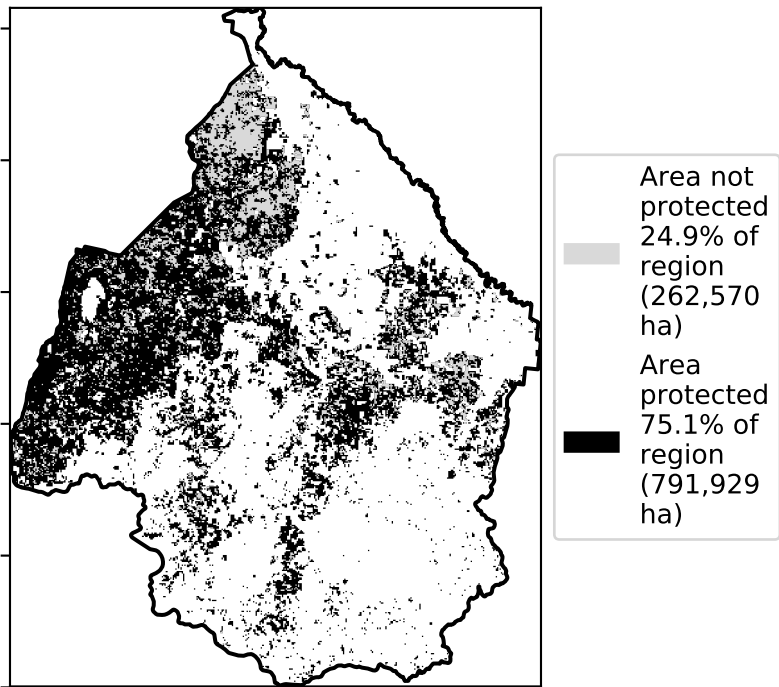 Area not
protected
24.9% of
region
(262,570
ha)
Area
protected
75.1% of
region
(791,929
ha)